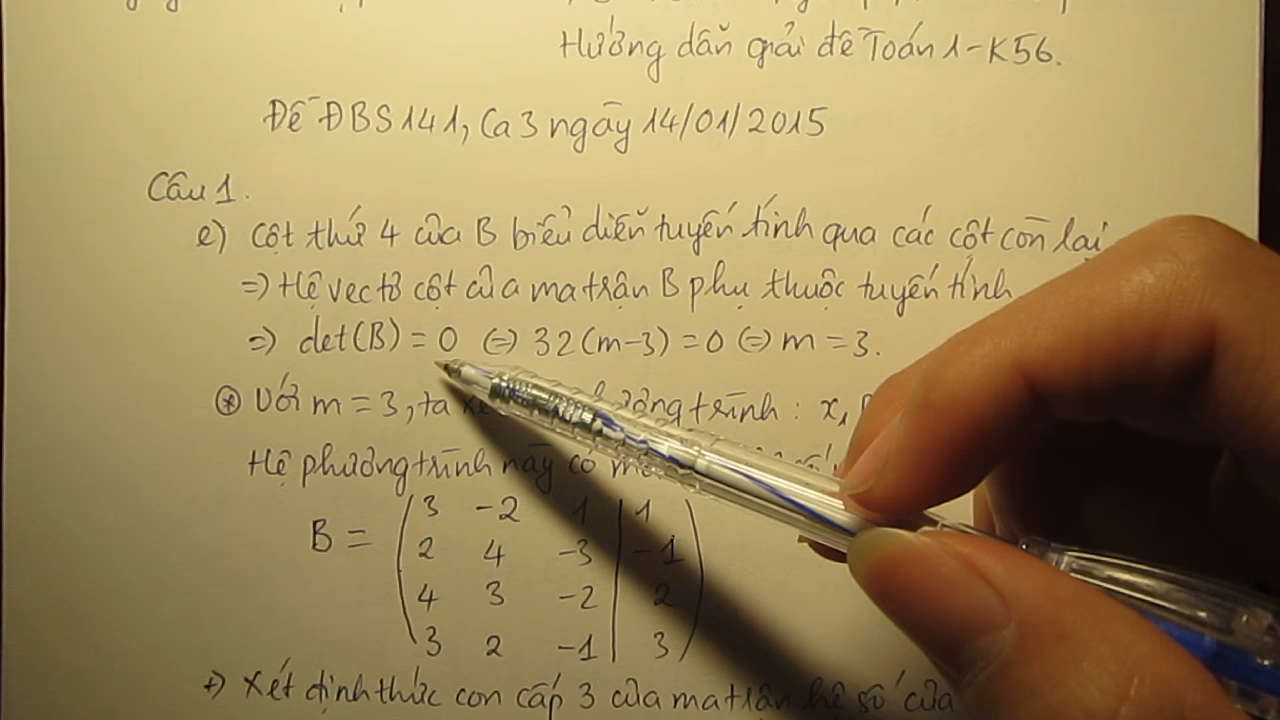 Hướng dẫn giải đề Toán 1-K56.
Đề ĐBS141, Ca 3 ngày 14/01/2015
Câu 1.
e) Cột thứ 4 của B biểu diễn tuyến tính qua các cột còn lại
=> Hệ vectơ cột của ma trận B phụ thuộc tuyến tính
=> det(B) = 0 <=> 32(m-3) = 0 <=> m = 3.
⊛ Với m = 3, ta trình : x₁
Hệ phương trình này có
B = ( 3 -2 1 | 1 )
2 4 -3 | -1
4 3 -2 | 2
3 2 -1 | 3
+) Xét định thức con cấp 3 của ma trận hệ số của